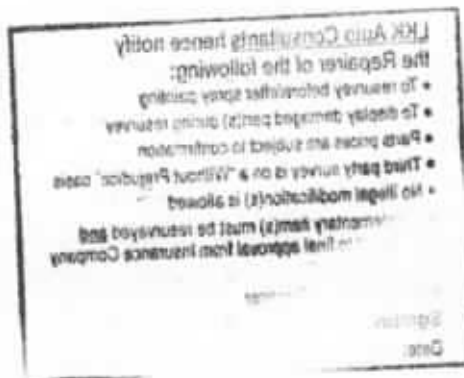 LKK Auto Consultants hence notify
the Repairer of the following:
• To resurvey before/after spray painting
• To display damaged part(s) during resurvey
• Parts prices are subject to confirmation
• Third party survey is on a "Without Prejudice" basis
• No illegal modification(s) is allowed
item(s) must be resurveyed and
final approval from Insurance Company
Date: